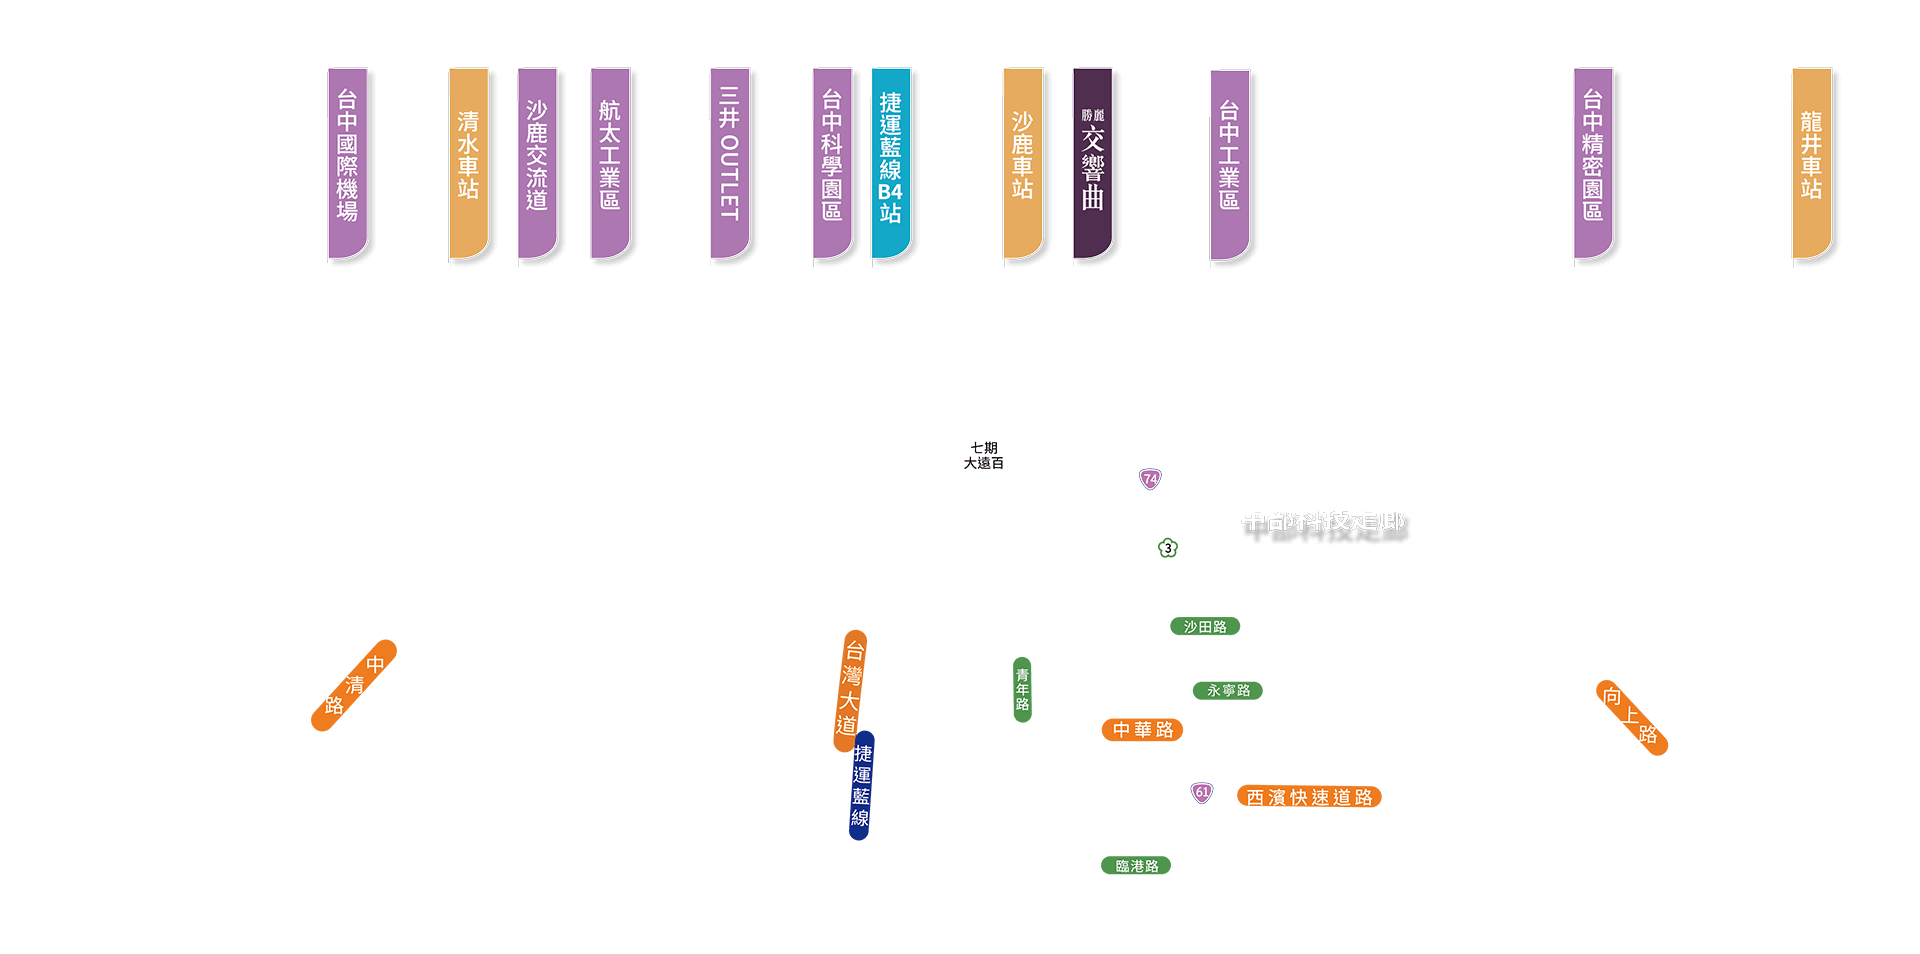 台中國際機場
清水車站
沙鹿交流道
航太工業區
三井 OUTLET
台中科學園區
捷運藍線B4站
沙鹿車站
勝麗
交響曲
台中工業區
台中精密園區
龍井車站
七期
大遠百
74
中部科技走廊
3
沙田路
中清路
台灣大道
青年路
永寧路
向上路
中華路
捷運藍線
61
西濱快速道路
臨港路